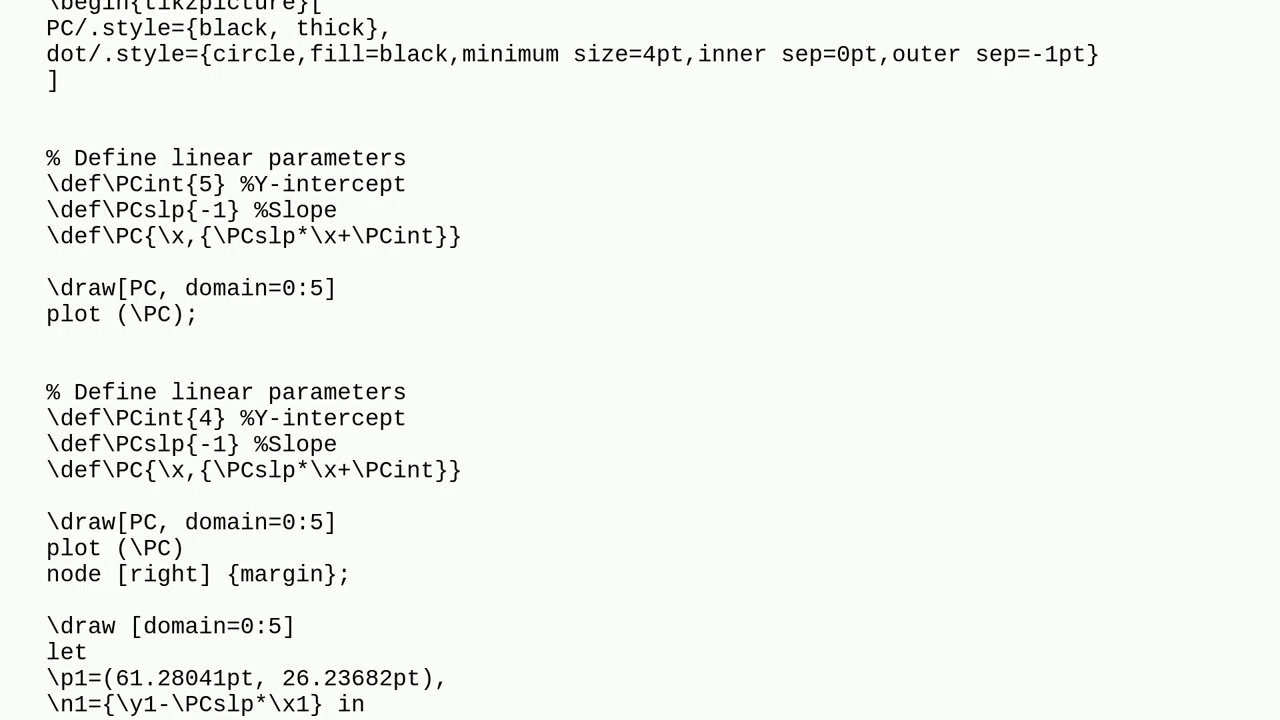 \begin{tikzpicture}[
PC/.style={black, thick},
dot/.style={circle,fill=black,minimum size=4pt,inner sep=0pt,outer sep=-1pt}
]
% Define linear parameters
\def\PCint{5} %Y-intercept
\def\PCslp{-1} %Slope
\def\PC{\x,{\PCslp*\x+\PCint}}
\draw[PC, domain=0:5]
plot (\PC);
% Define linear parameters
\def\PCint{4} %Y-intercept
\def\PCslp{-1} %Slope
\def\PC{\x,{\PCslp*\x+\PCint}}
\draw[PC, domain=0:5]
plot (\PC)
node [right] {margin};
\draw [domain=0:5]
let
\p1=(61.28041pt, 26.23682pt),
\n1={\y1-\PCslp*\x1} in